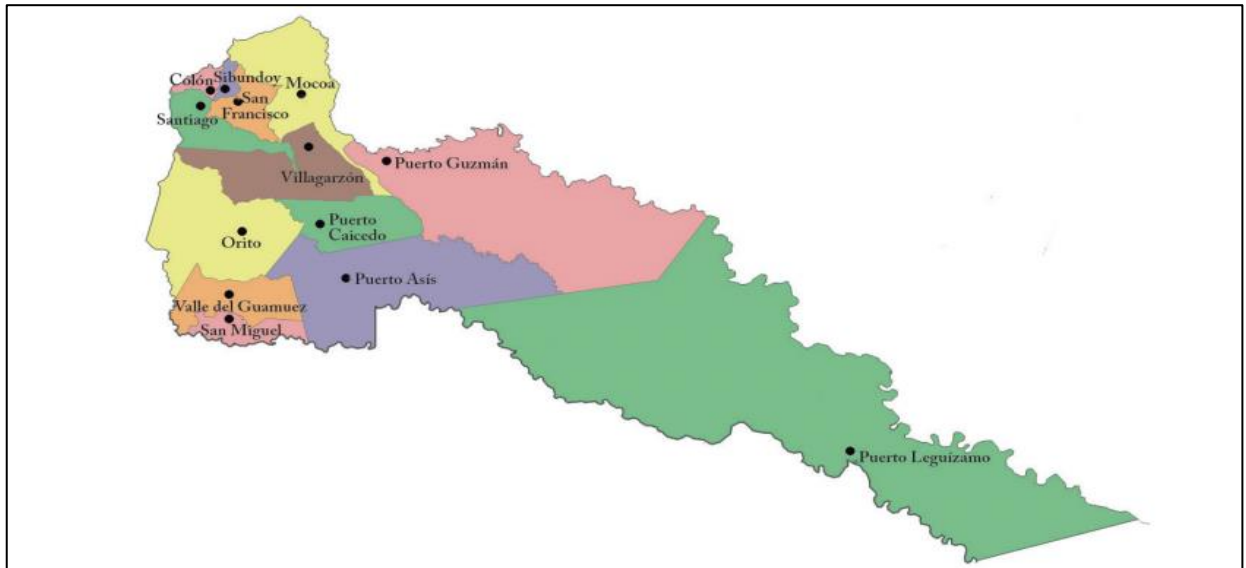 Colón
Sibundoy
Mocoa
San
Francisco
Santiago
Villagarzón
Puerto Guzmán
Puerto
Caicedo
Orito
Puerto Asís
Valle del Guamuez
San Miguel
Puerto Leguízamo